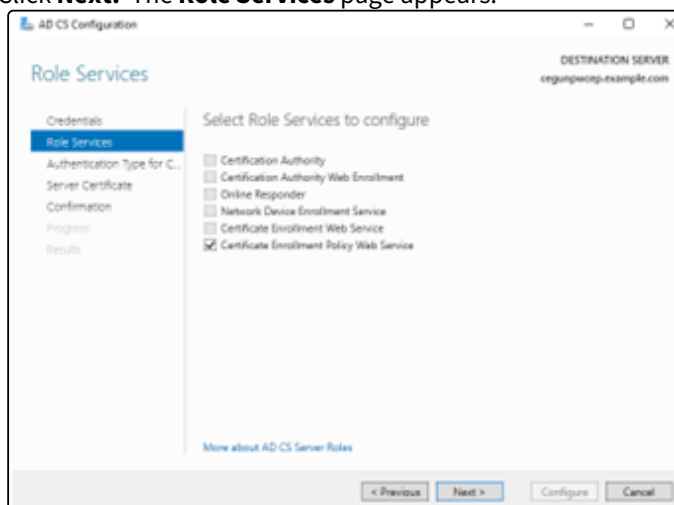 Click Next. The Role Services page appears.
AD CS Configuration
Role Services
DESTINATION SERVER
cegunpwcep.example.com
Credentials
Role Services
Authentication Type for C...
Server Certificate
Confirmation
Progress
Results
Select Role Services to configure
Certification Authority
Certification Authority Web Enrollment
Online Responder
Network Device Enrollment Service
Certificate Enrollment Web Service
Certificate Enrollment Policy Web Service
More about AD CS Server Roles
< Previous
Next >
Configure
Cancel